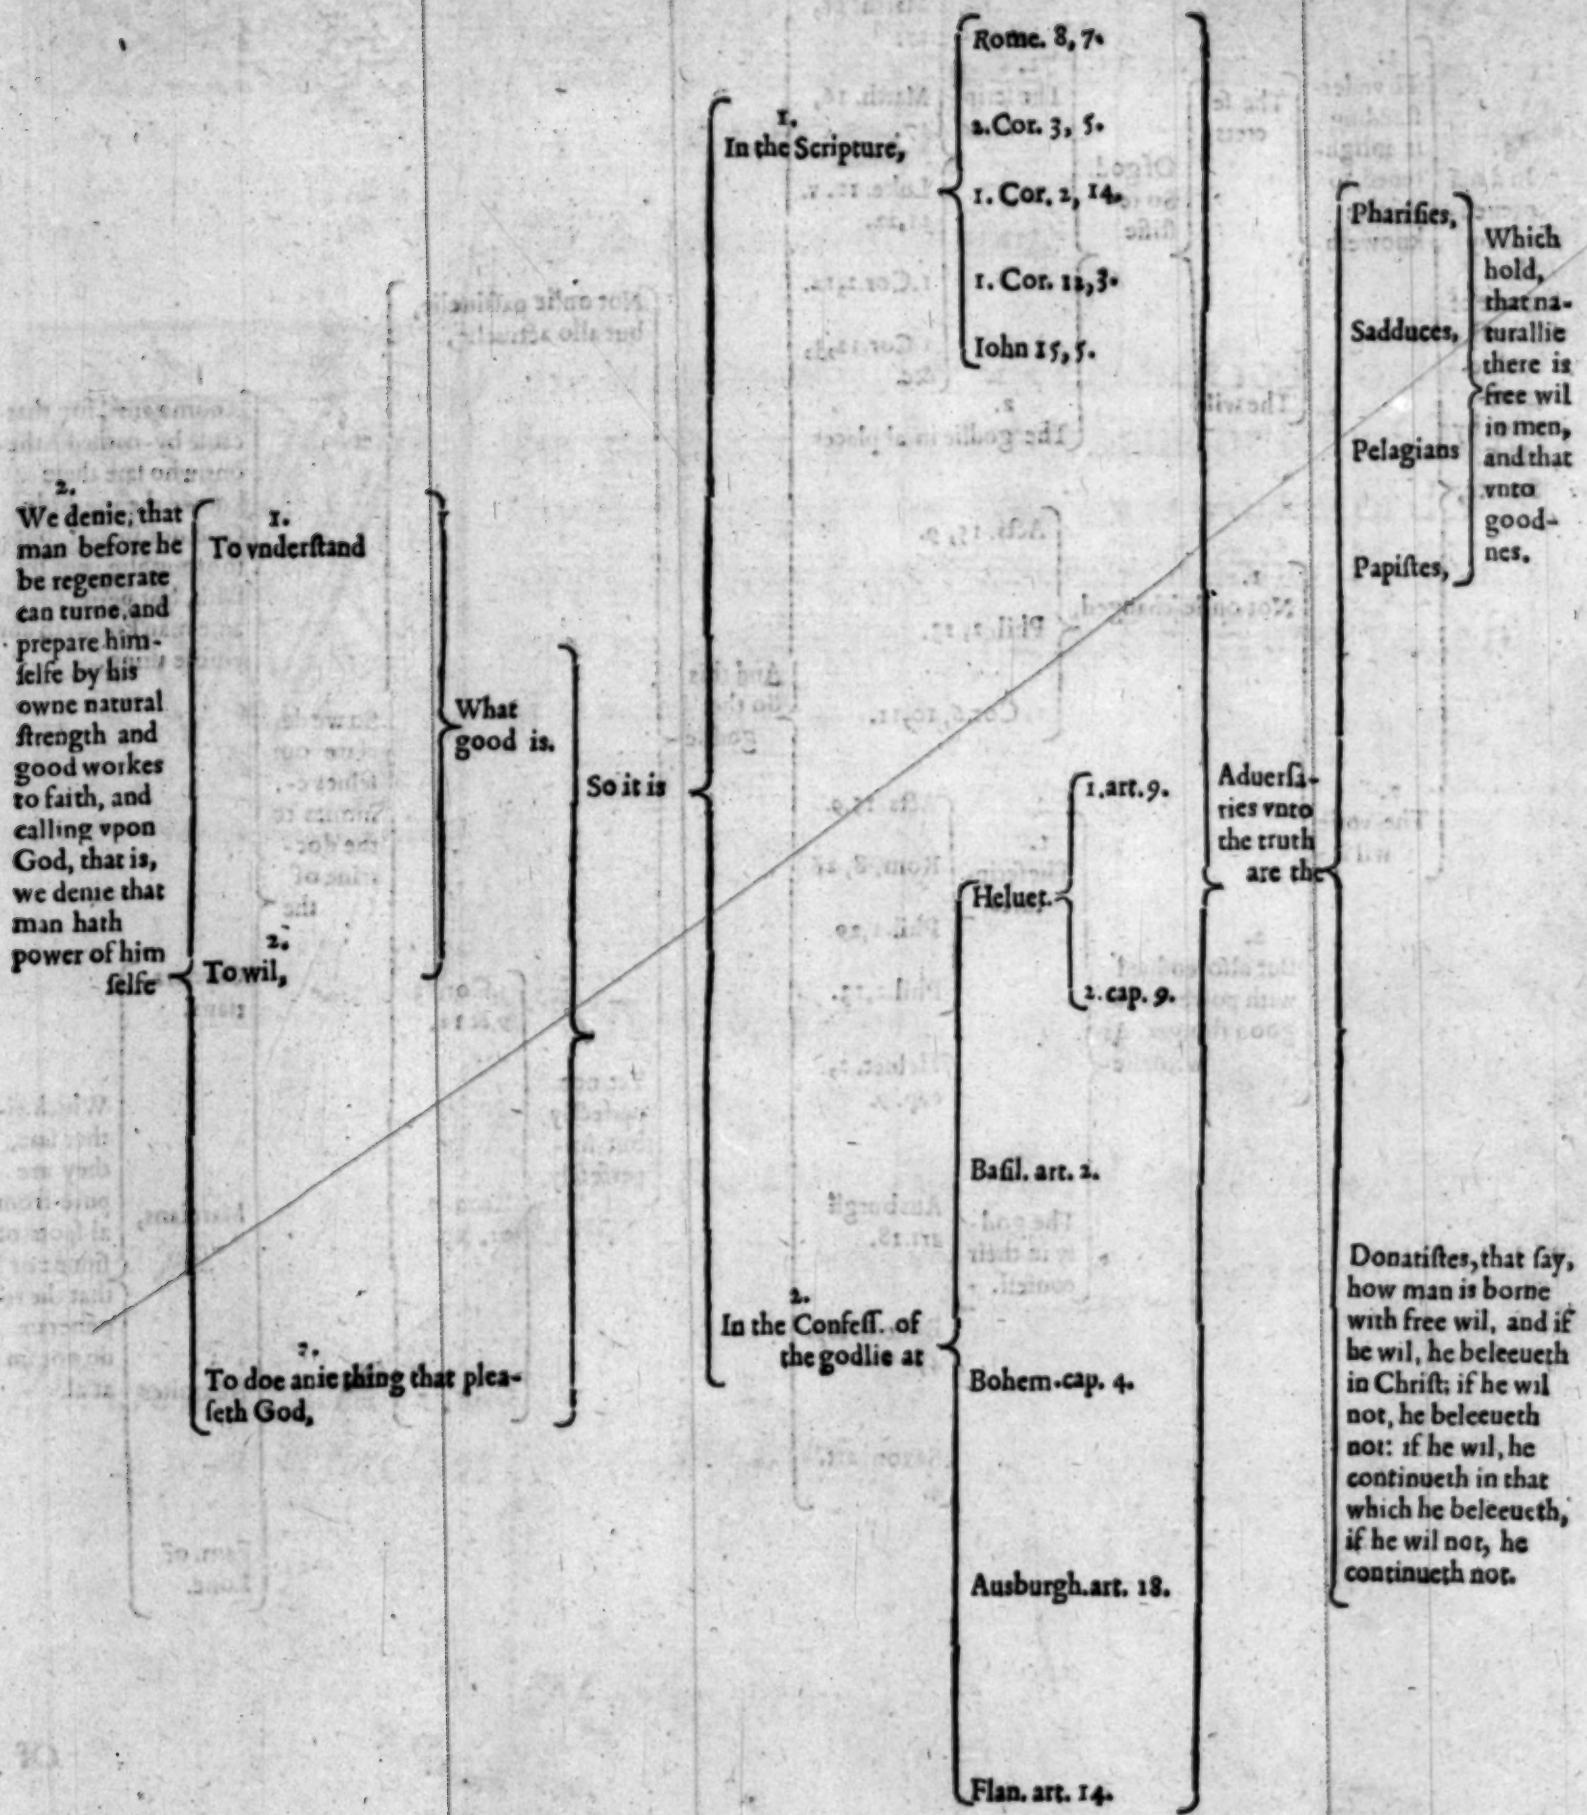 2.
We denie, that
man before he
be regenerate
can turne, and
prepare him-
ſelfe by his
owne natural
ſtrength and
good workes
to faith, and
calling vpon
God, that is,
we denie that
man hath
power of him
ſelfe
1.
To vnderſtand
2.
To wil,
What
good is.
To doe anie thing that plea-
ſeth God,
So it is
1.
In the Scripture,
Rome. 8, 7.
2. Cor. 3, 5.
1. Cor. 2, 14.
1. Cor. 12, 3.
Iohn 15, 5.
2.
In the Confeſſ. of
the godlie at
Heluet.
1. art. 9.
2. cap. 9.
Baſil. art. 2.
Bohem. cap. 4.
Ausburgh. art. 18.
Flan. art. 14.
Aduerſa-
ries vnto
the truth
are the
Phariſies,
Sadduces,
Pelagians
Papiſtes,
Which
hold,
that na-
turallie
there is
free wil
in men,
and that
vnto
good-
nes.
Donatiſtes, that ſay,
how man is borne
with free wil, and if
he wil, he beleeueth
in Chriſt; if he wil
not, he beleeueth
not: if he wil, he
continueth in that
which he beleeueth,
if he wil not, he
continueth not.